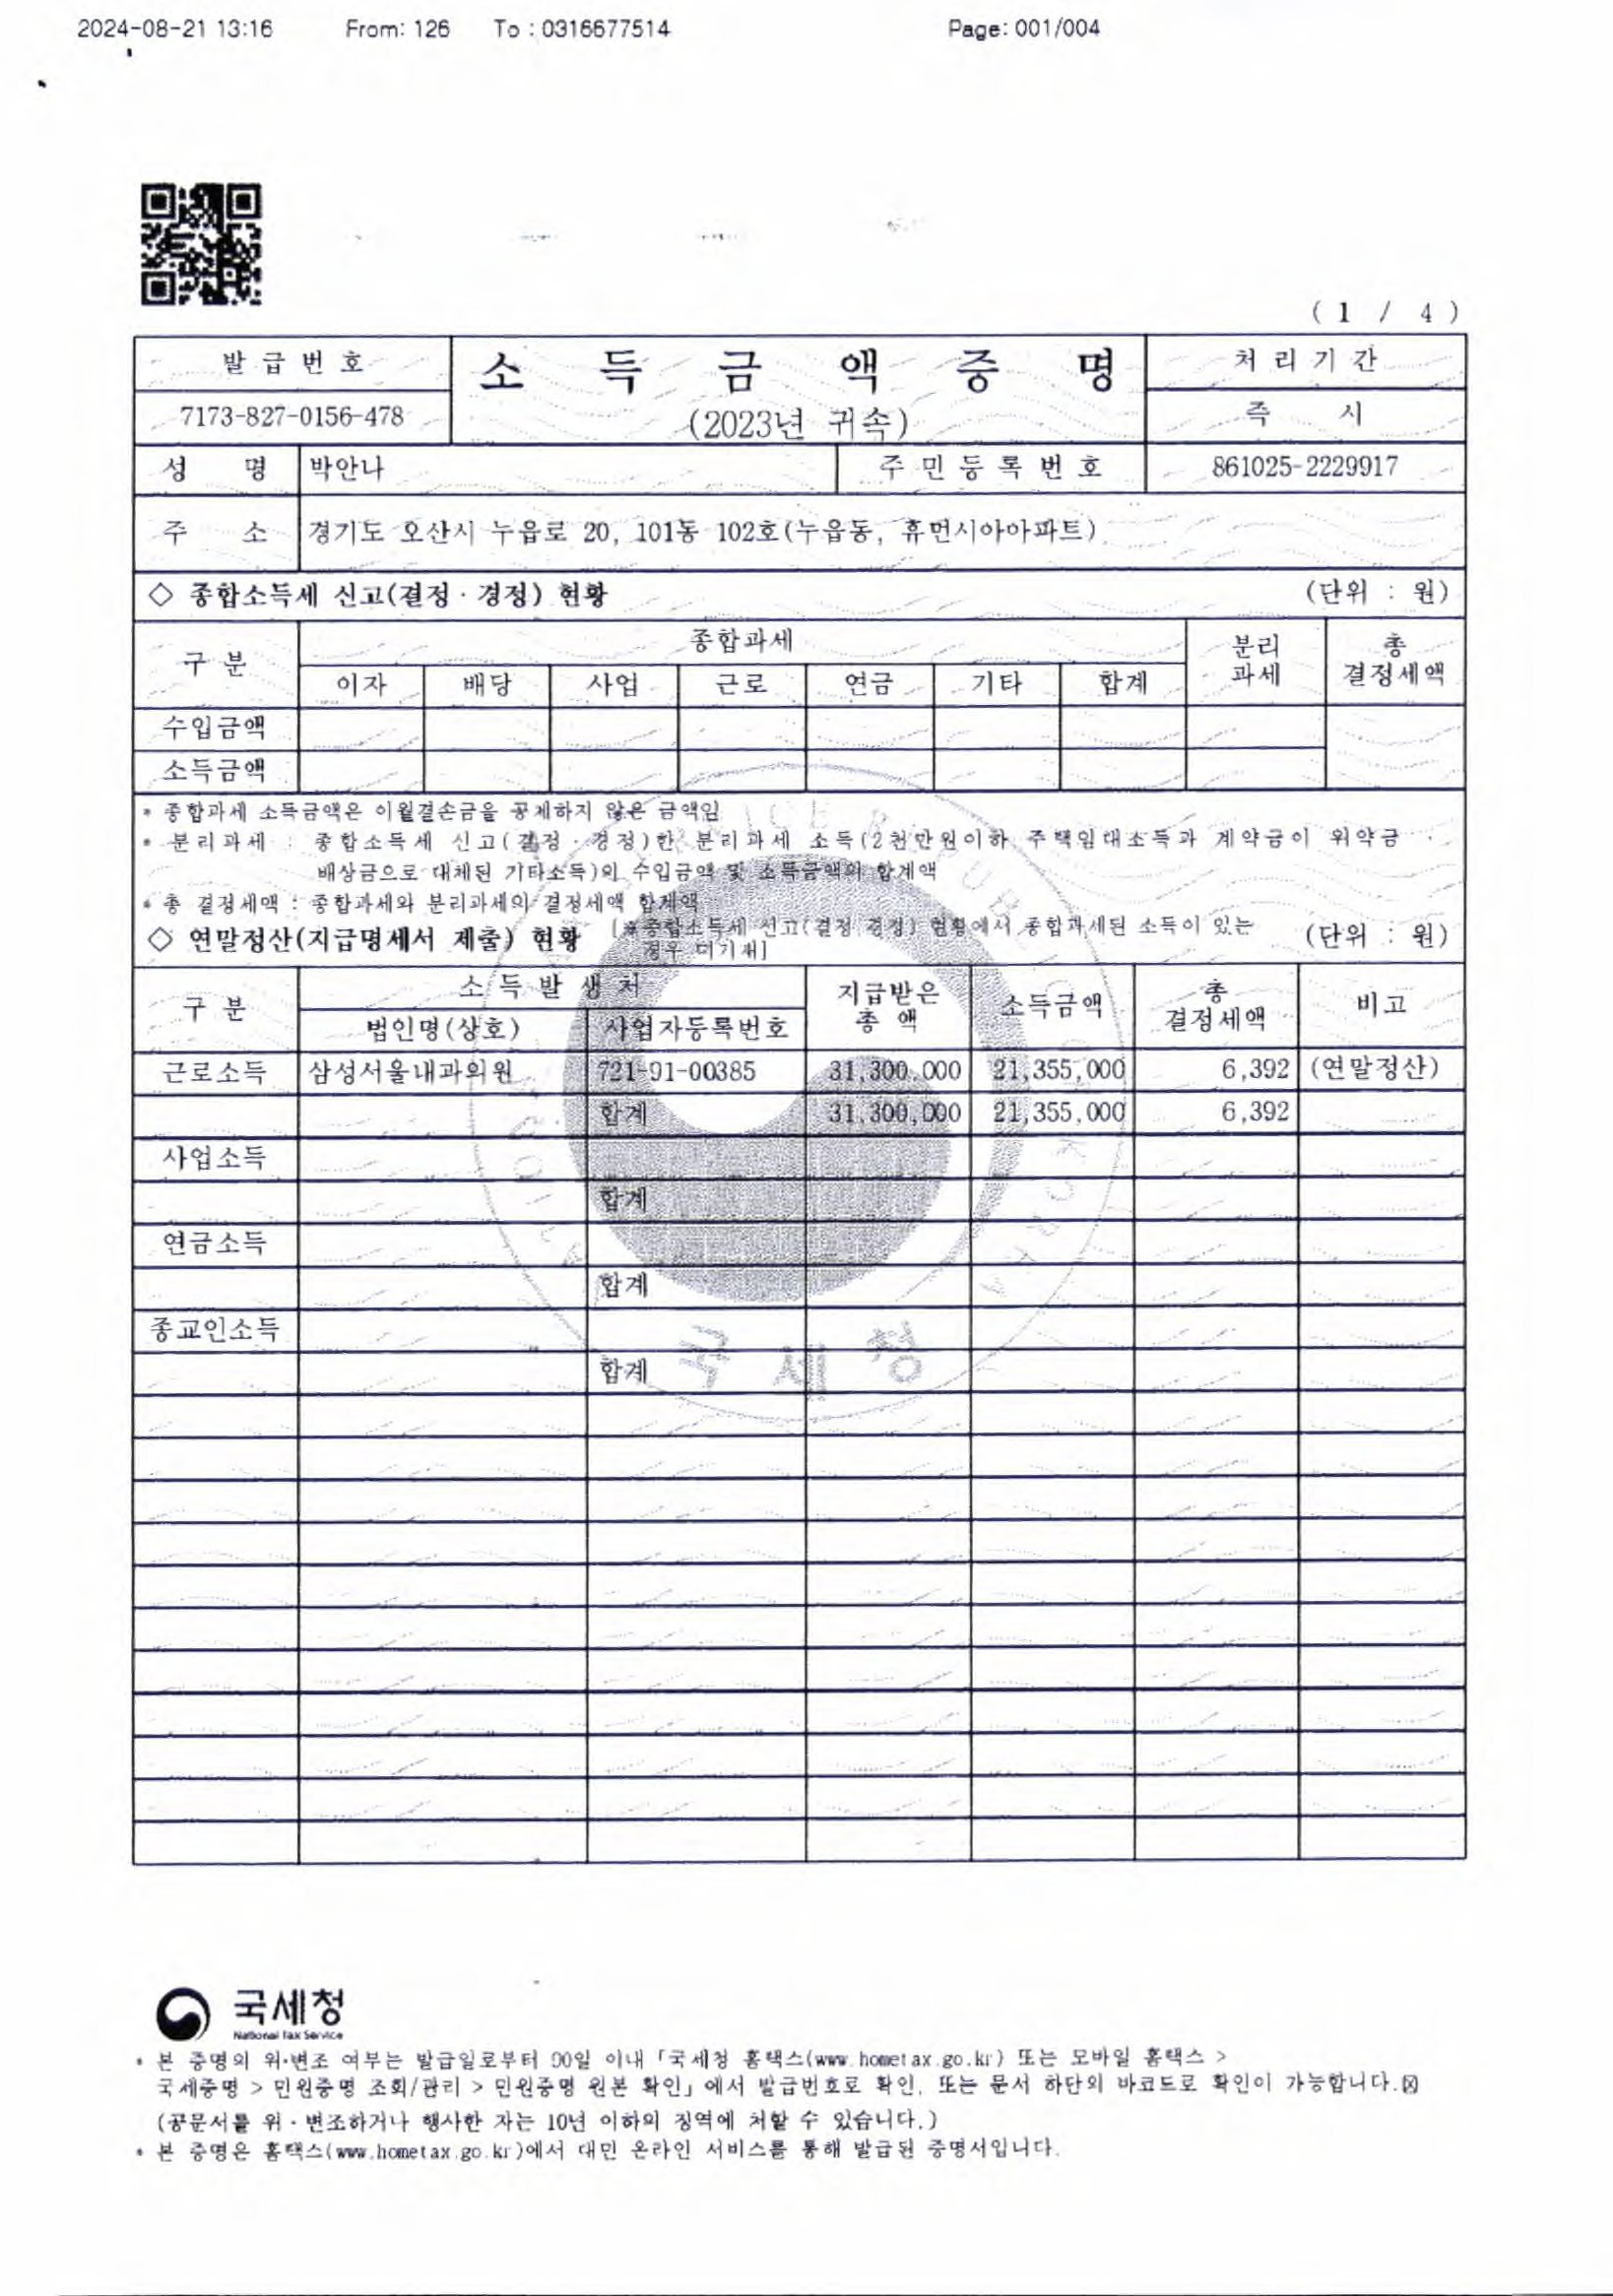 2024-08-21 13:16 From: 126 To : 0316677514 Page: 001/004
( 1 / 4 )
발 급 번 호
소 득 금 액 증 명
처 리 기 간
7173-827-0156-478
(2023년 귀속)
즉 시
성 명 박안나 주 민 등 록 번 호 861025-2229917
주 소 경기도 오산시 누읍로 20, 101동 102호(누읍동, 휴먼시아아파트)
◇ 종합소득세 신고(결정 · 경정) 현황 (단위 : 원)
구 분 종합과세 분리 과세 총 결정세액
이자 배당 사업 근로 연금 기타 합계
수입금액
소득금액
* 종합과세 소득금액은 이월결손금을 공제하지 않은 금액임
* 분리과세 : 종합소득세 신고(결정 · 경정)한 분리과세 소득(2천만원이하 주택임대소득과 계약금이 위약금 ·
배상금으로 대체된 기타소득)의 수입금액 및 소득금액의 합계액
* 총 결정세액 : 종합과세와 분리과세의 결정세액 합계액
◇ 연말정산(지급명세서 제출) 현황 [※종합소득세 신고(결정·경정) 현황에서 종합과세된 소득이 있는 (단위 : 원)
경우 미기재]
구 분 소 득 발 생 처 지급받은 총 액 소득금액 총 결정세액 비고
법인명(상호) 사업자등록번호
근로소득 삼성서울내과의원 721-91-00385 31,300,000 21,355,000 6,392 (연말정산)
합계 31,300,000 21,355,000 6,392
사업소득
합계
연금소득
합계
종교인소득
합계
국 세 청
국세청
National Tax Service
* 본 증명의 위·변조 여부는 발급일로부터 90일 이내 「국세청 홈택스(www.hometax.go.kr) 또는 모바일 홈택스 >
국세증명 > 민원증명 조회/관리 > 민원증명 원본 확인」에서 발급번호로 확인, 또는 문서 하단의 바코드로 확인이 가능합니다.
(공문서를 위 · 변조하거나 행사한 자는 10년 이하의 징역에 처할 수 있습니다.)
* 본 증명은 홈택스(www.hometax.go.kr)에서 대민 온라인 서비스를 통해 발급된 증명서입니다.